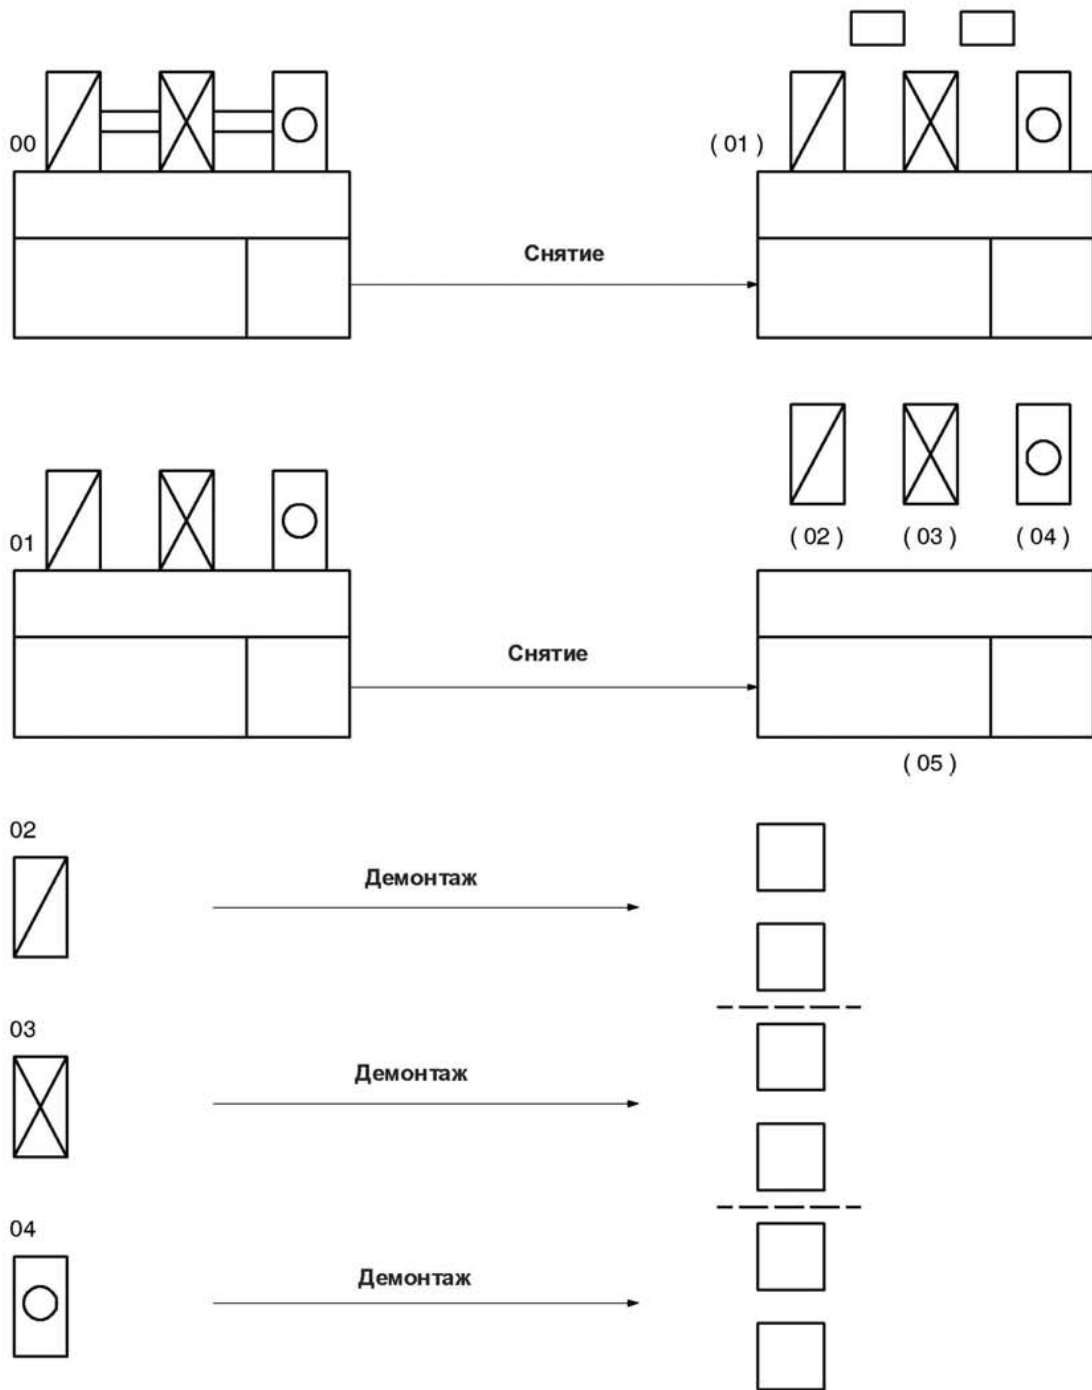 00
( 01 )
Снятие
01
( 02 )
( 03 )
( 04 )
Снятие
( 05 )
02
Демонтаж
03
Демонтаж
04
Демонтаж